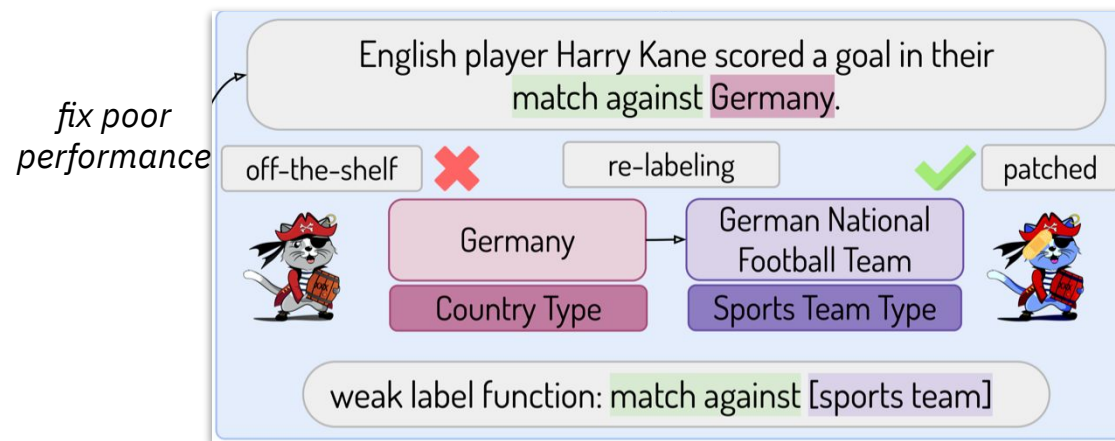 English player Harry Kane scored a goal in their
match against Germany.
fix poor
performance
off-the-shelf
re-labeling
patched
Germany
German National
Football Team
Country Type
Sports Team Type
weak label function: match against [sports team]